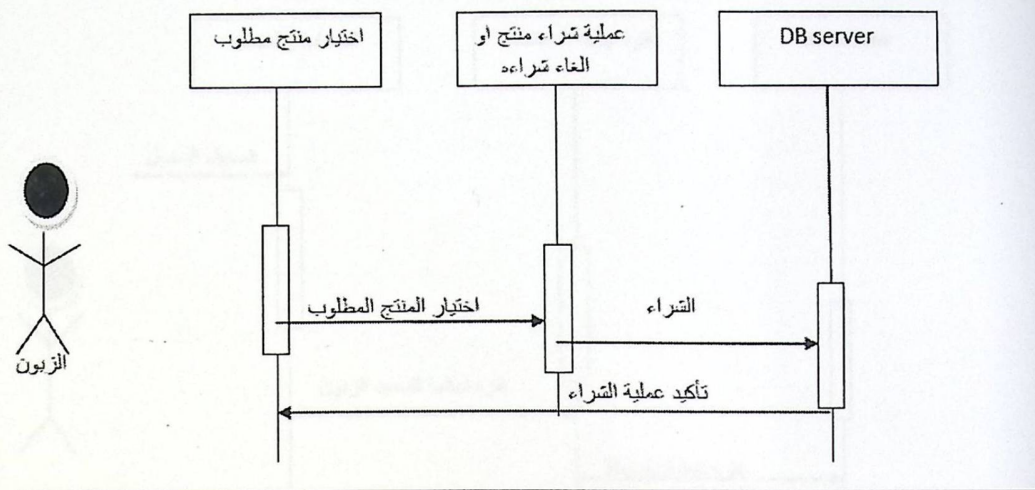 اختيار منتج مطلوب
عملية شراء منتج او
الغاء شراءه
DB server
اختيار المنتج المطلوب
الشراء
الزبون
تأكيد عملية الشراء